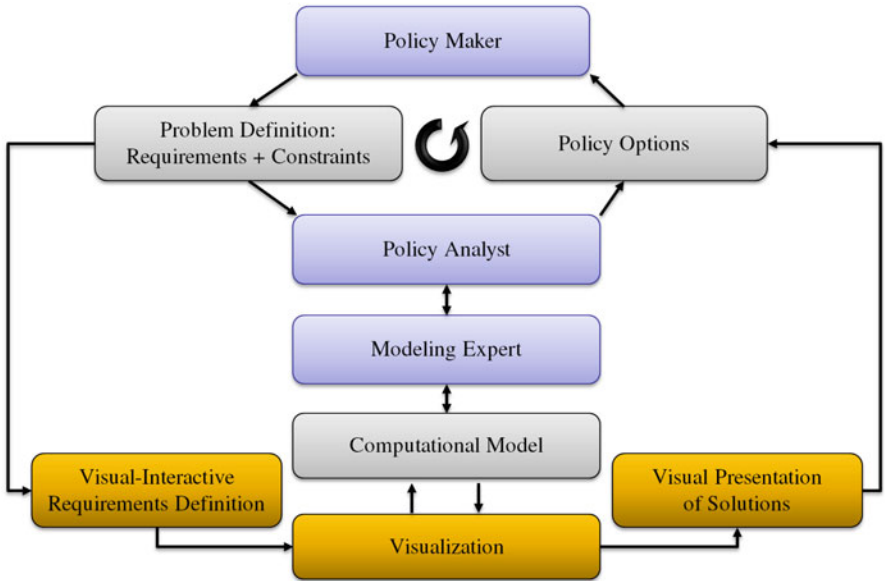 Policy Maker
Problem Definition:
Requirements + Constraints
Policy Options
Policy Analyst
Modeling Expert
Computational Model
Visual-Interactive
Requirements Definition
Visual Presentation
of Solutions
Visualization